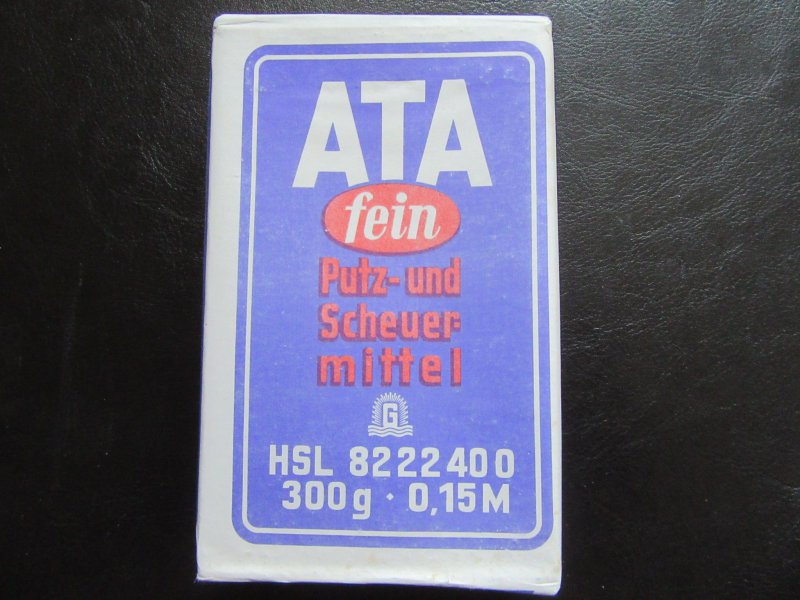 ATA
fein
Putz- und
Scheuer-
mittel
G
HSL 8222400
300g · 0,15M